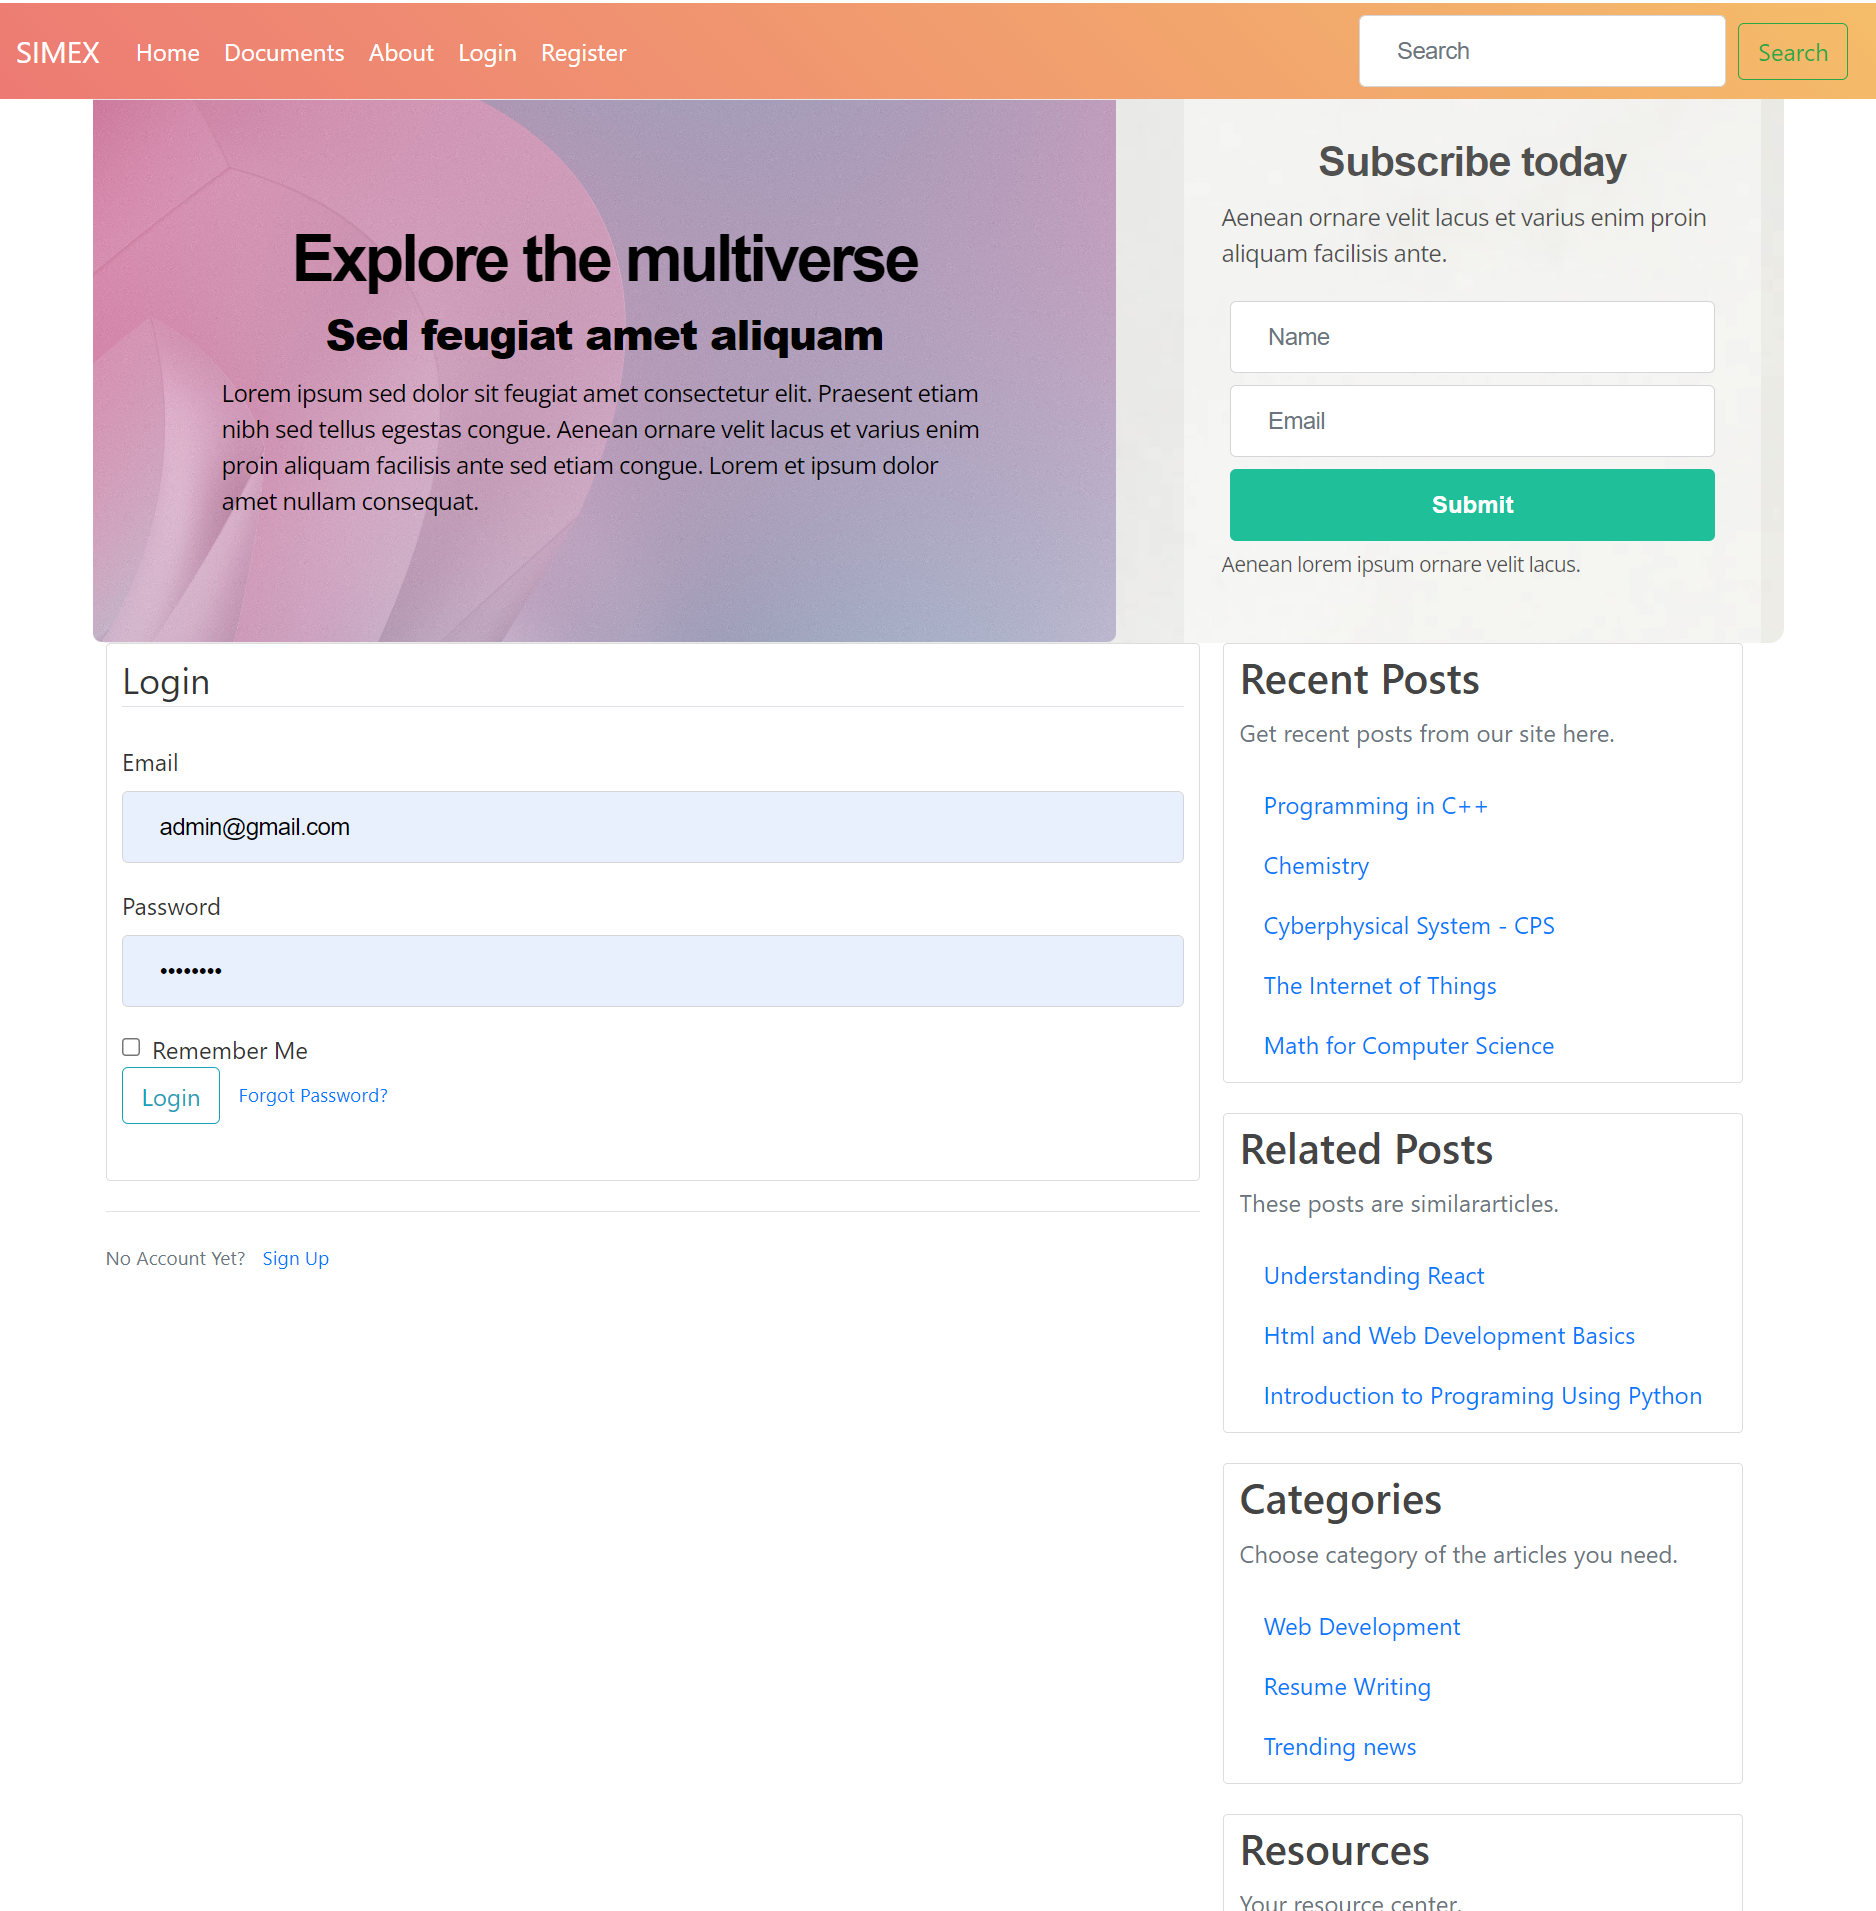 SIMEX Home Documents About Login Register Search Search
Explore the multiverse
Sed feugiat amet aliquam
Lorem ipsum sed dolor sit feugiat amet consectetur elit. Praesent etiam
nibh sed tellus egestas congue. Aenean ornare velit lacus et varius enim
proin aliquam facilisis ante sed etiam congue. Lorem et ipsum dolor
amet nullam consequat.
Subscribe today
Aenean ornare velit lacus et varius enim proin
aliquam facilisis ante.
Name
Email
Submit
Aenean lorem ipsum ornare velit lacus.
Login
Email
admin@gmail.com
Password
••••••••
Remember Me
Login Forgot Password?
No Account Yet? Sign Up
Recent Posts
Get recent posts from our site here.
Programming in C++
Chemistry
Cyberphysical System - CPS
The Internet of Things
Math for Computer Science
Related Posts
These posts are similararticles.
Understanding React
Html and Web Development Basics
Introduction to Programing Using Python
Categories
Choose category of the articles you need.
Web Development
Resume Writing
Trending news
Resources
Your resource center.